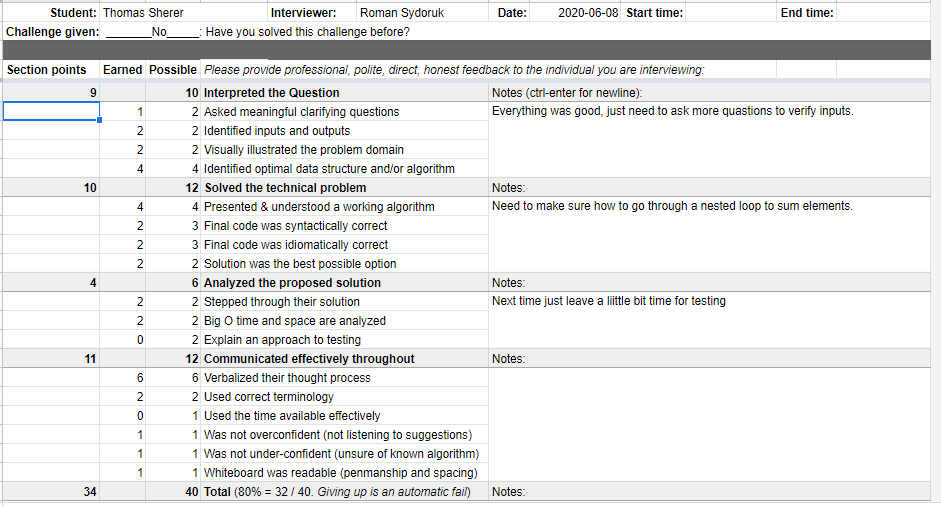 Student: Thomas Sherer Interviewer: Roman Sydoruk Date: 2020-06-08 Start time: End time:
Challenge given: _______No_____: Have you solved this challenge before?
Section points Earned Possible Please provide professional, polite, direct, honest feedback to the individual you are interviewing:
9 10 Interpreted the Question Notes (ctrl-enter for newline):
1 2 Asked meaningful clarifying questions Everything was good, just need to ask more quastions to verify inputs.
2 2 Identified inputs and outputs
2 2 Visually illustrated the problem domain
4 4 Identified optimal data structure and/or algorithm
10 12 Solved the technical problem Notes:
4 4 Presented & understood a working algorithm Need to make sure how to go through a nested loop to sum elements.
2 3 Final code was syntactically correct
2 3 Final code was idiomatically correct
2 2 Solution was the best possible option
4 6 Analyzed the proposed solution Notes:
2 2 Stepped through their solution Next time just leave a liittle bit time for testing
2 2 Big O time and space are analyzed
0 2 Explain an approach to testing
11 12 Communicated effectively throughout Notes:
6 6 Verbalized their thought process
2 2 Used correct terminology
0 1 Used the time available effectively
1 1 Was not overconfident (not listening to suggestions)
1 1 Was not under-confident (unsure of known algorithm)
1 1 Whiteboard was readable (penmanship and spacing)
34 40 Total (80% = 32 / 40. Giving up is an automatic fail) Notes: